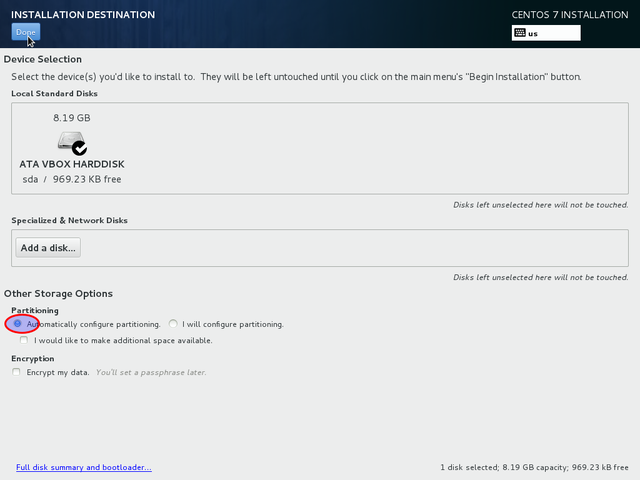 INSTALLATION DESTINATION
CENTOS 7 INSTALLATION
Done
us
Device Selection
Select the device(s) you'd like to install to. They will be left untouched until you click on the main menu's "Begin Installation" button.
Local Standard Disks
8.19 GB
ATA VBOX HARDDISK
sda / 969.23 KB free
Disks left unselected here will not be touched.
Specialized & Network Disks
Add a disk...
Disks left unselected here will not be touched.
Other Storage Options
Partitioning
Automatically configure partitioning. I will configure partitioning.
I would like to make additional space available.
Encryption
Encrypt my data. You'll set a passphrase later.
Full disk summary and bootloader...
1 disk selected; 8.19 GB capacity; 969.23 kB free